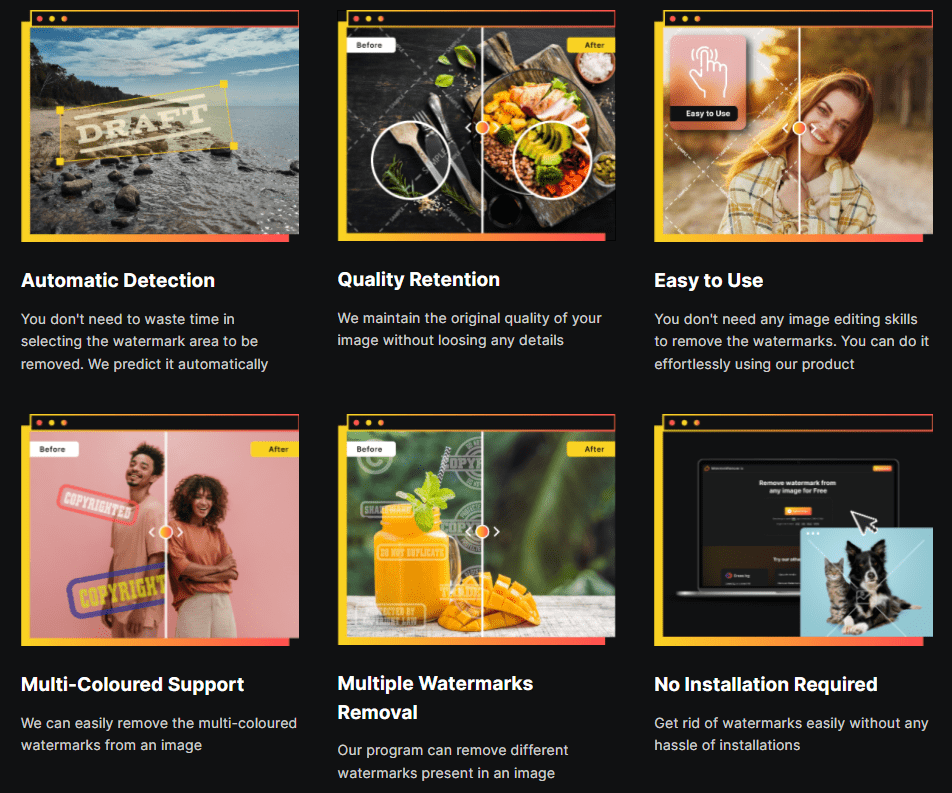 DRAFT
Before
After
SAMPLE
Easy to Use
Automatic Detection
You don't need to waste time in
selecting the watermark area to be
removed. We predict it automatically
Quality Retention
We maintain the original quality of your
image without loosing any details
Easy to Use
You don't need any image editing skills
to remove the watermarks. You can do it
effortlessly using our product
Before
After
COPYRIGHTED
COPYRIGHT
Before
After
COPY
SHAREWARE
COPY
DO NOT DUPLICATE
PROTECTED BY
COPYRIGHT LAW
Remove watermark from
any image for Free
Try our othe
Multi-Coloured Support
We can easily remove the multi-coloured
watermarks from an image
Multiple Watermarks
Removal
Our program can remove different
watermarks present in an image
No Installation Required
Get rid of watermarks easily without any
hassle of installations